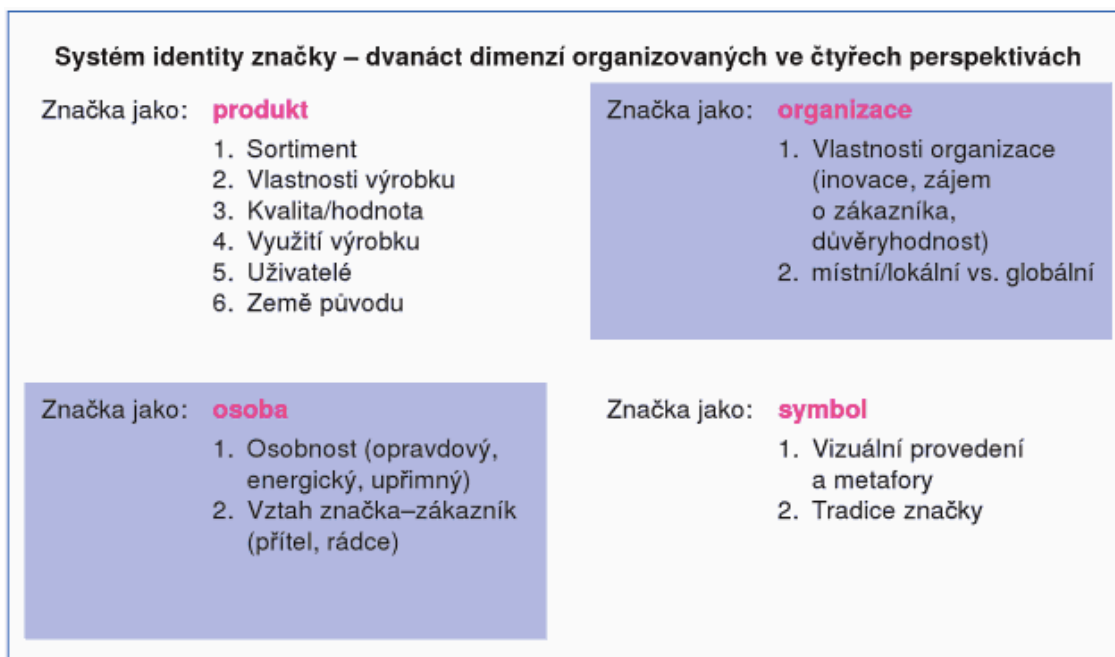 Systém identity značky – dvanáct dimenzí organizovaných ve čtyřech perspektivách
Značka jako: produkt
1. Sortiment
2. Vlastnosti výrobku
3. Kvalita/hodnota
4. Využití výrobku
5. Uživatelé
6. Země původu
Značka jako: organizace
1. Vlastnosti organizace
(inovace, zájem
o zákazníka,
důvěryhodnost)
2. místní/lokální vs. globální
Značka jako: osoba
1. Osobnost (opravdový,
energický, upřimný)
2. Vztah značka–zákazník
(přítel, rádce)
Značka jako: symbol
1. Vizuální provedení
a metafory
2. Tradice značky